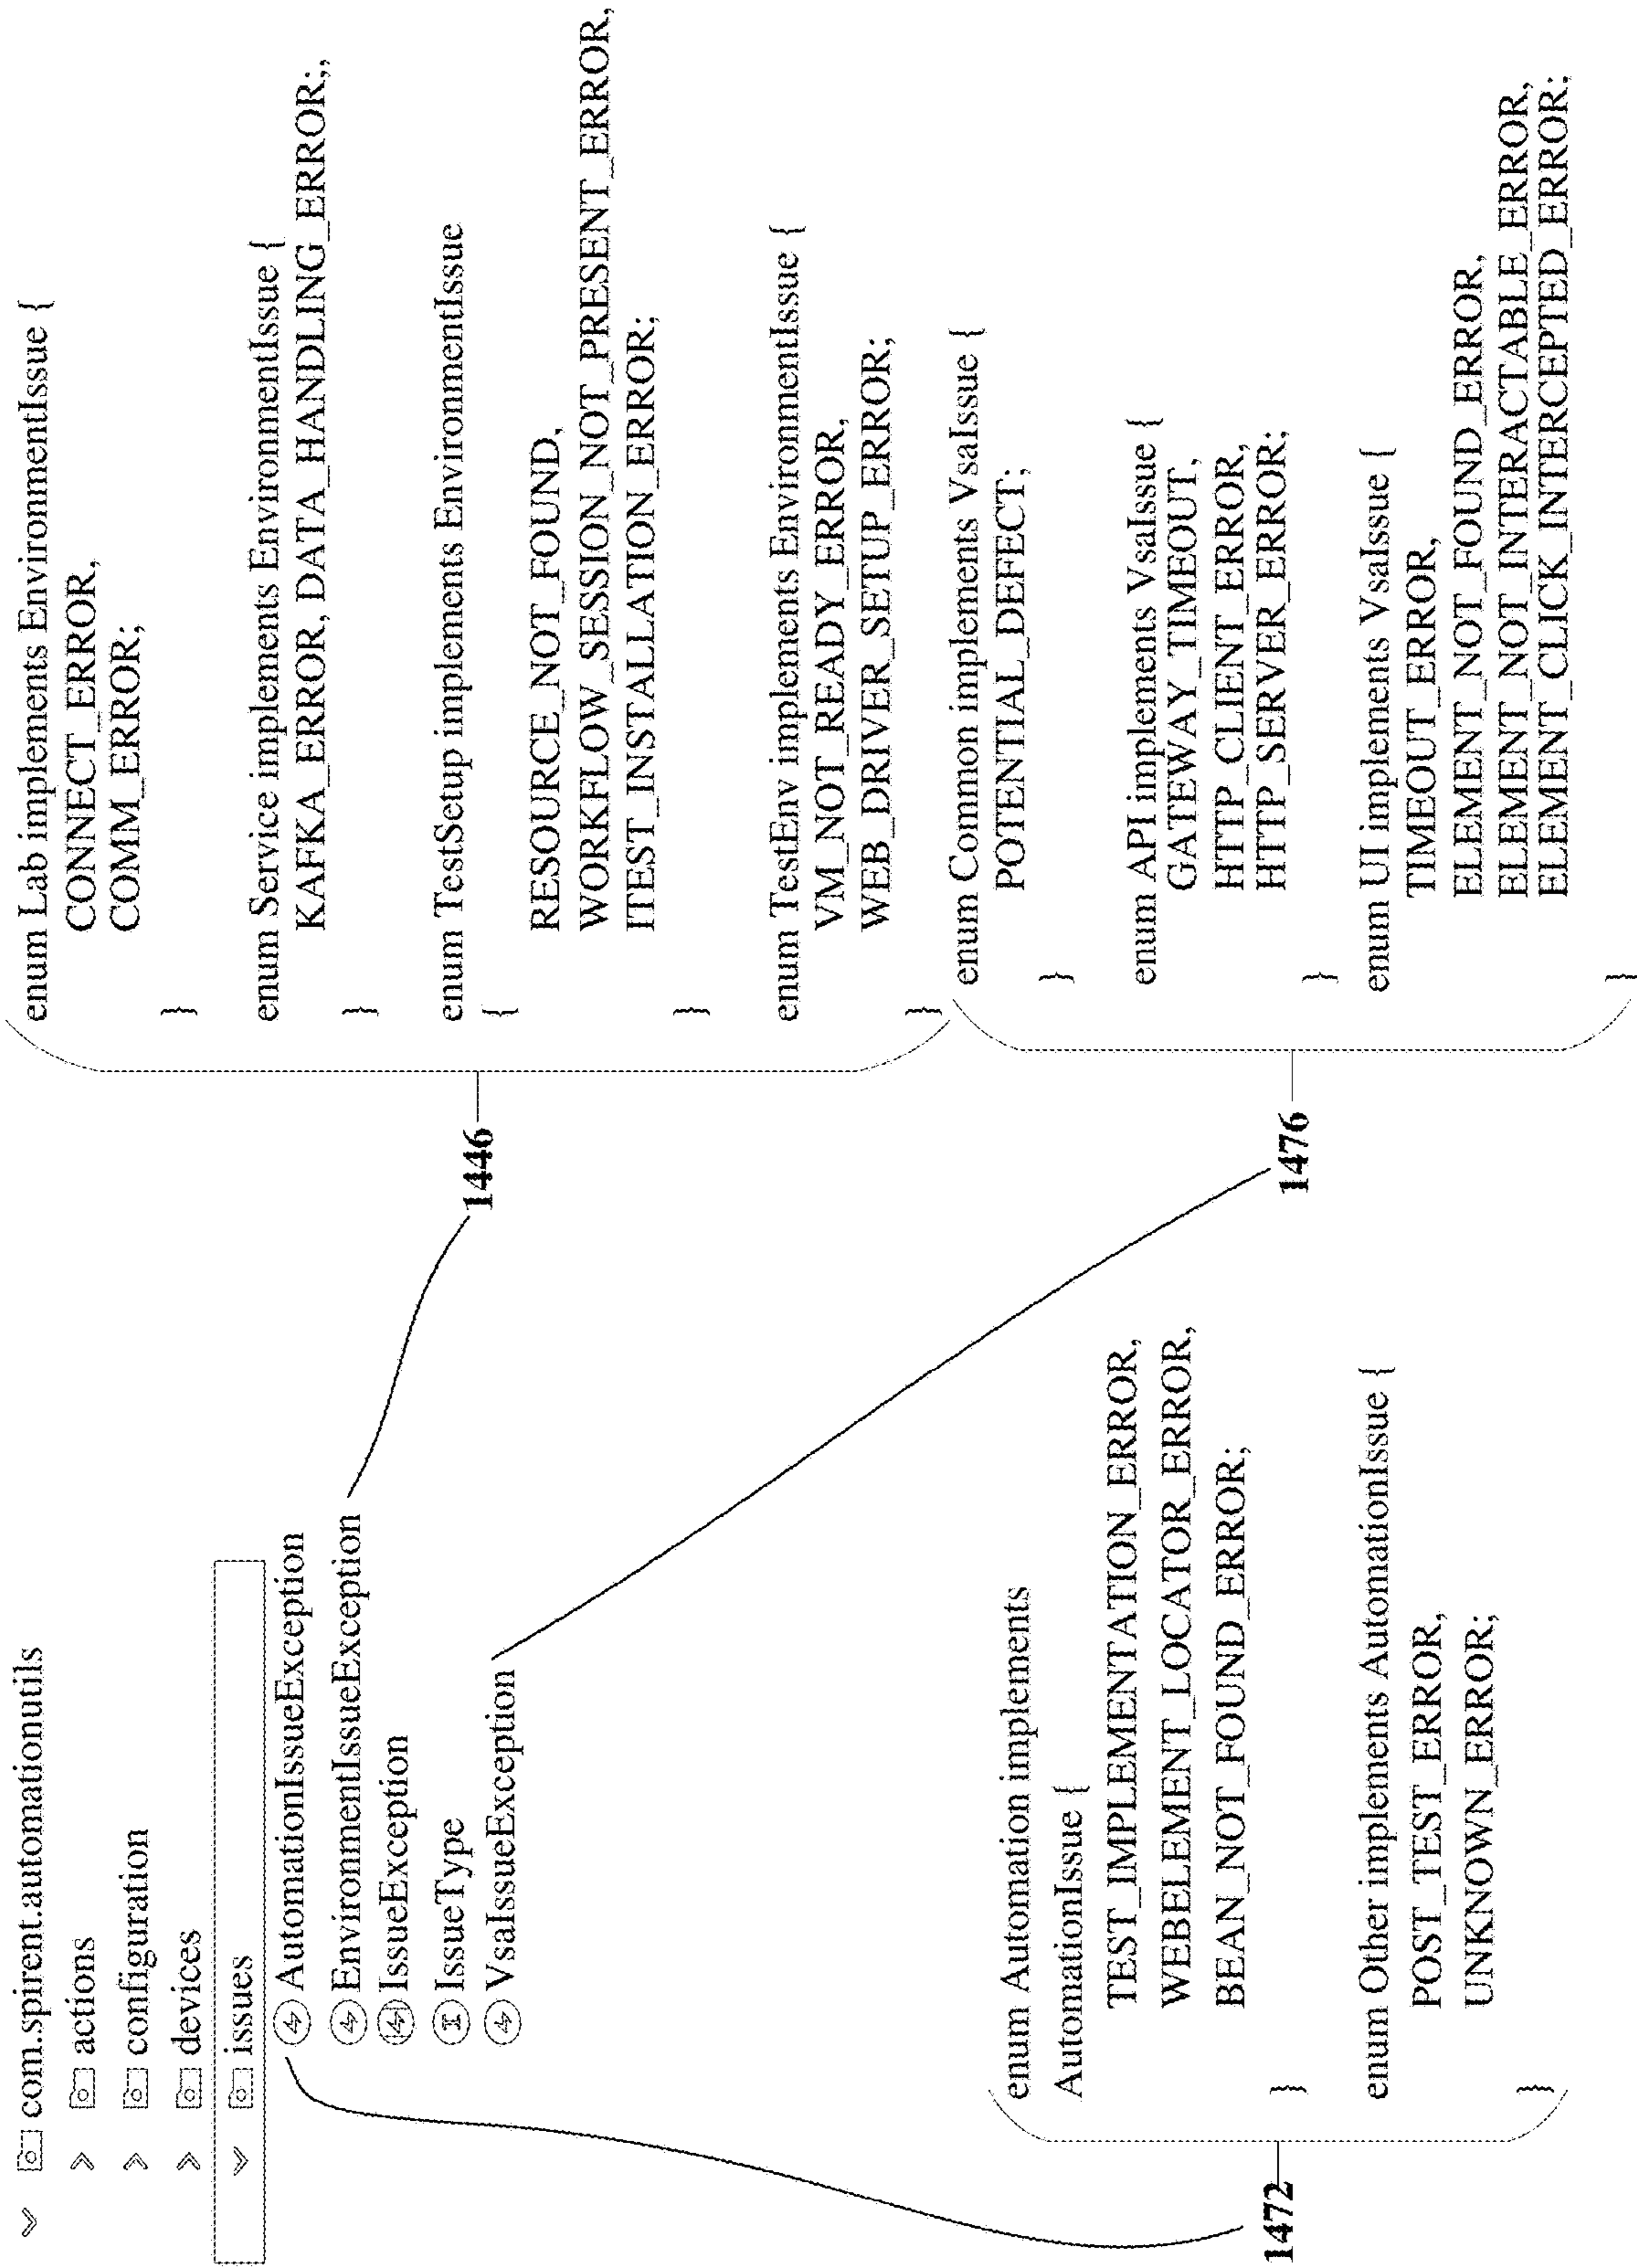 com.spirent.automationutils
actions
configuration
devices
issues
AutomationIssueException
EnvironmentIssueException
IssueException
IssueType
VsaIssueException
1446
1476
1472
enum Lab implements EnvironmentIssue {
CONNECT_ERROR,
COMM_ERROR;
}
enum Service implements EnvironmentIssue {
KAFKA_ERROR, DATA_HANDLING_ERROR;,
}
enum TestSetup implements EnvironmentIssue
{
RESOURCE_NOT_FOUND,
WORKFLOW_SESSION_NOT_PRESENT_ERROR,
ITEST_INSTALLATION_ERROR;
}
enum TestEnv implements EnvironmentIssue {
VM_NOT_READY_ERROR,
WEB_DRIVER_SETUP_ERROR;
}
enum Common implements VsaIssue {
POTENTIAL_DEFECT;
}
enum API implements VsaIssue {
GATEWAY_TIMEOUT,
HTTP_CLIENT_ERROR,
HTTP_SERVER_ERROR;
}
enum UI implements VsaIssue {
TIMEOUT_ERROR,
ELEMENT_NOT_FOUND_ERROR,
ELEMENT_NOT_INTERACTABLE_ERROR,
ELEMENT_CLICK_INTERCEPTED_ERROR;
}
enum Automation implements
AutomationIssue {
TEST_IMPLEMENTATION_ERROR,
WEBELEMENT_LOCATOR_ERROR,
BEAN_NOT_FOUND_ERROR;
}
enum Other implements AutomationIssue {
POST_TEST_ERROR,
UNKNOWN_ERROR;
}